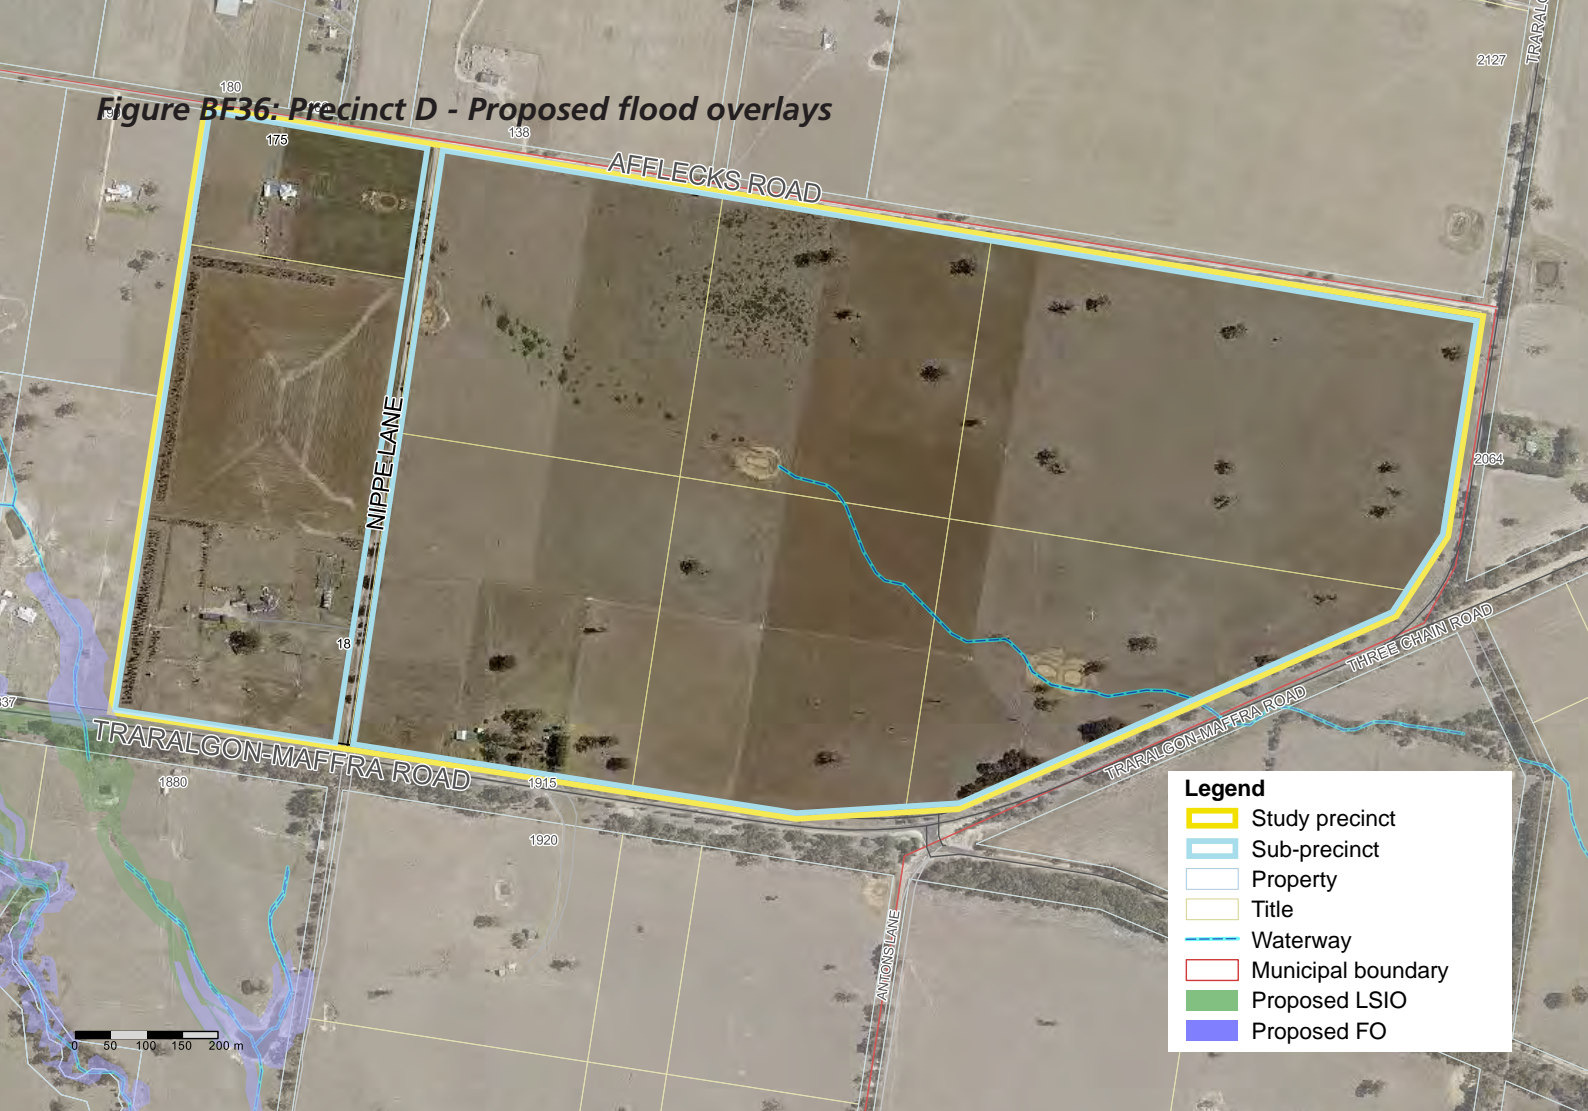 2127
180
Figure BF36: Precinct D - Proposed flood overlays
138
175
AFFLECKS ROAD
NIPPE LANE
2064
18
THREE CHAIN ROAD
TRARALGON-MAFFRA ROAD
TRARALGON-MAFFRA ROAD
1880
1915
1920
ANTONS LANE
Legend
Study precinct
Sub-precinct
Property
Title
Waterway
Municipal boundary
Proposed LSIO
Proposed FO
0 50 100 150 200 m